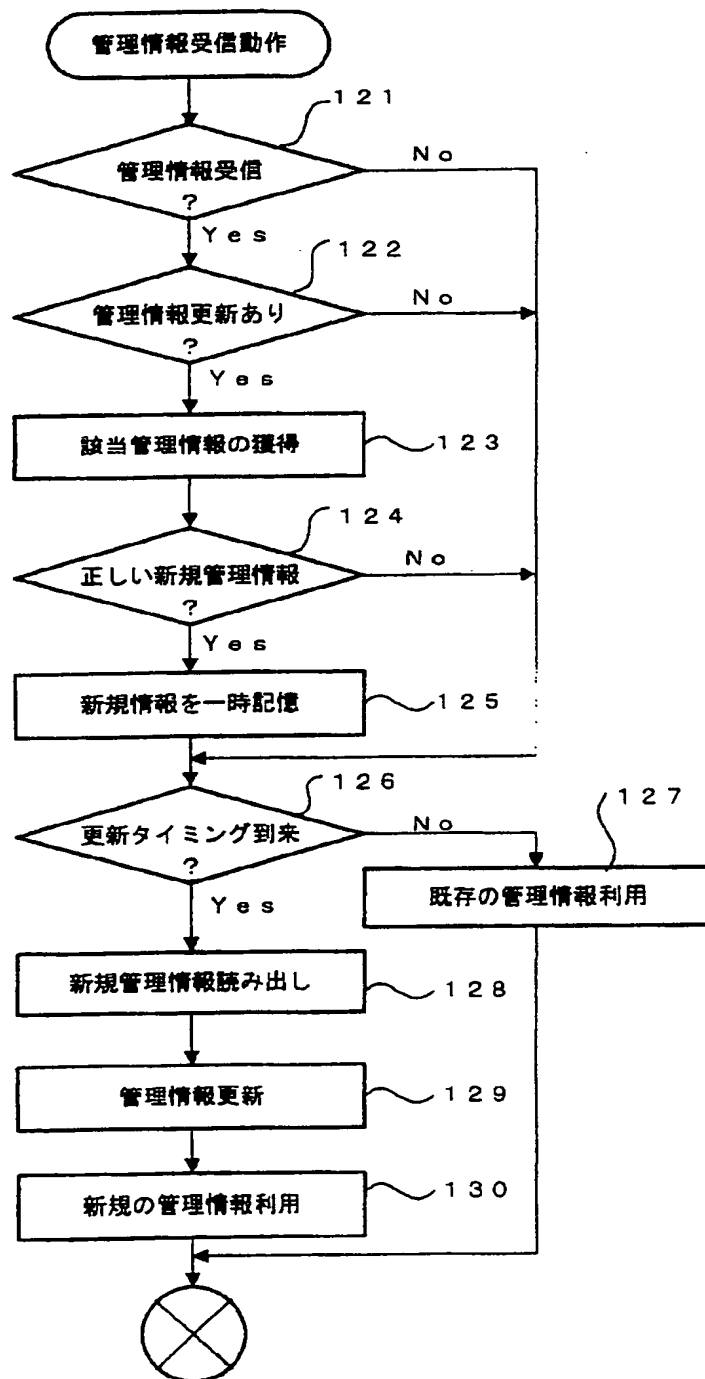 管理情報受信動作
121
管理情報受信
?
No
Yes
122
管理情報更新あり
?
No
Yes
該当管理情報の獲得
123
124
正しい新規管理情報
?
No
Yes
新規情報を一時記憶
125
126
更新タイミング到来
?
No
127
Yes
既存の管理情報利用
新規管理情報読み出し
128
管理情報更新
129
新規の管理情報利用
130